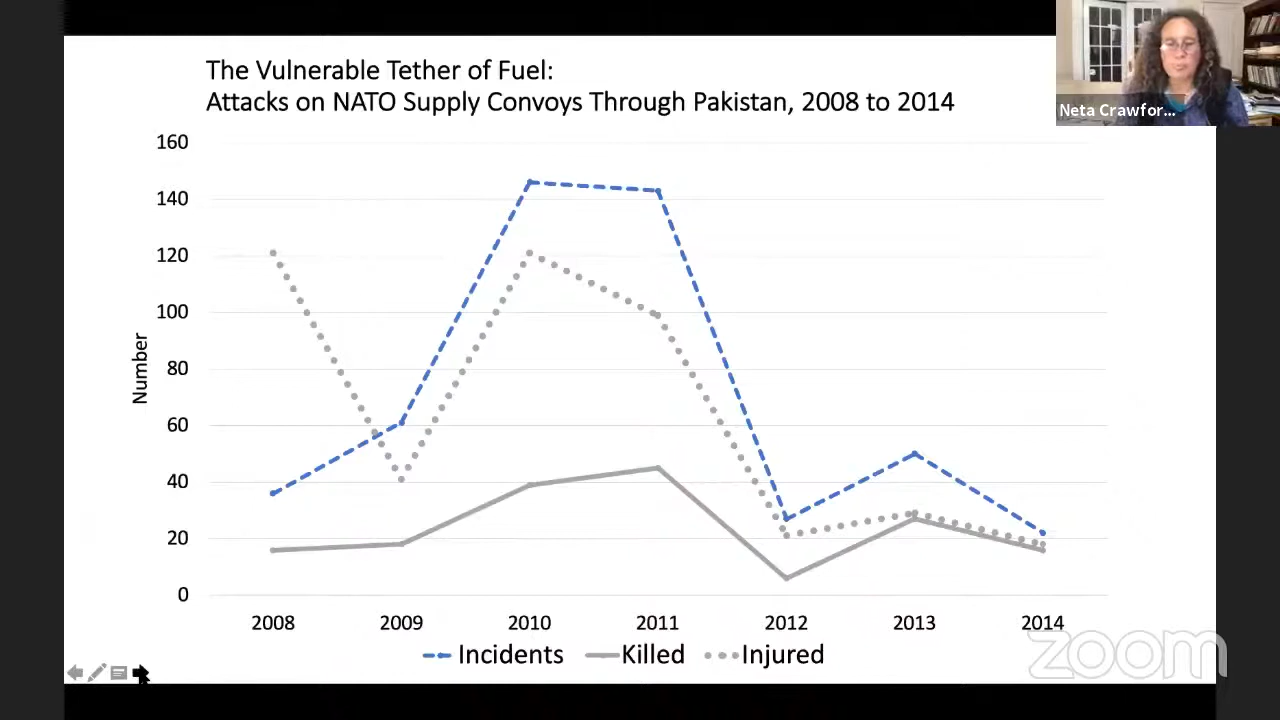 The Vulnerable Tether of Fuel:
Attacks on NATO Supply Convoys Through Pakistan, 2008 to 2014
Neta Crawfor...
160
140
120
100
80
60
40
20
0
Number
2008 2009 2010 2011 2012 2013 2014
Incidents Killed Injured
zoom